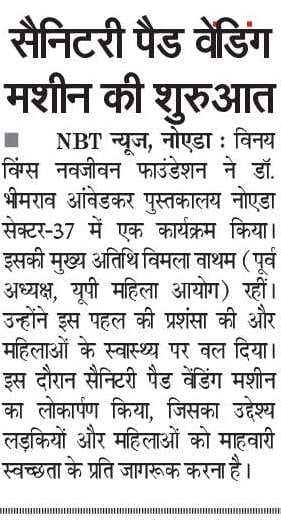 सैनिटरी पैड वेंडिंग
मशीन की शुरुआत
■ NBT न्यूज, नोएडा : विनय
विंग्स नवजीवन फाउंडेशन ने डॉ.
भीमराव आंवेडकर पुस्तकालय नोएडा
सेक्टर-37 में एक कार्यक्रम किया।
इसकी मुख्य अतिथि विमला वाथम (पूर्व
अध्यक्ष, यूपी महिला आयोग) रहीं।
उन्होंने इस पहल की प्रशंसा की और
महिलाओं के स्वास्थ्य पर वल दिया।
इस दौरान सैनिटरी पैड वेंडिंग मशीन
का लोकार्पण किया, जिसका उद्देश्य
लड़कियों और महिलाओं को माहवारी
स्वच्छता के प्रति जागरूक करना है।